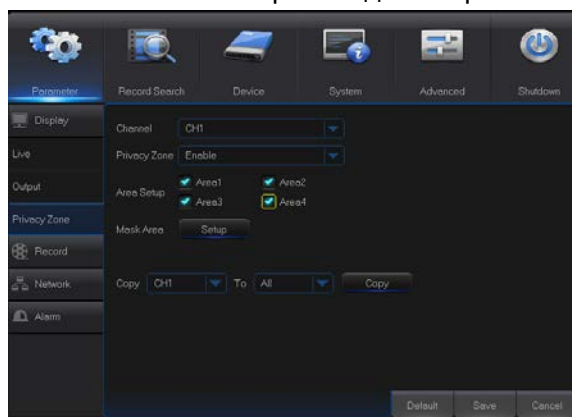 Parameter Record Search Device System Advanced Shutdown
Display
Live
Output
Privacy Zone
Record
Network
Alarm
Channel CH1
Privacy Zone Enable
Area Setup Area1 Area2
Area3 Area4
Mask Area Setup
Copy CH1 To All Copy
Default Save Cancel